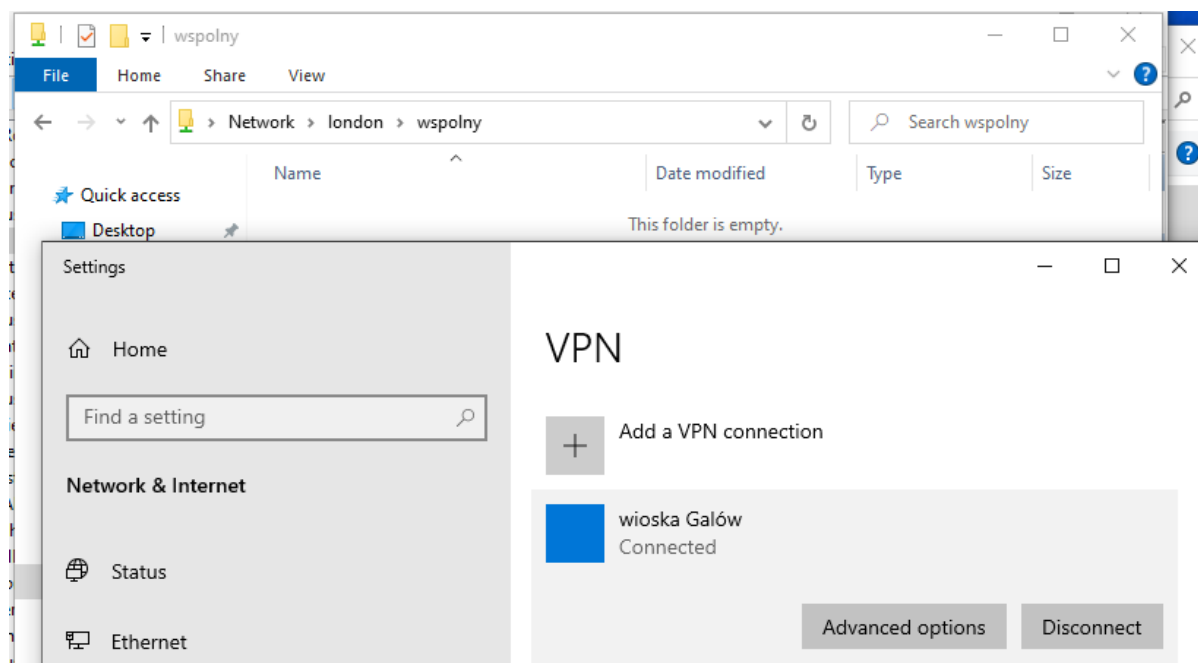 wspolny
File Home Share View
Network > london > wspolny
Search wspolny
Name Date modified Type Size
Quick access
Desktop
This folder is empty.
Settings
Home
Find a setting
Network & Internet
Status
Ethernet
VPN
Add a VPN connection
wioska Galów
Connected
Advanced options Disconnect